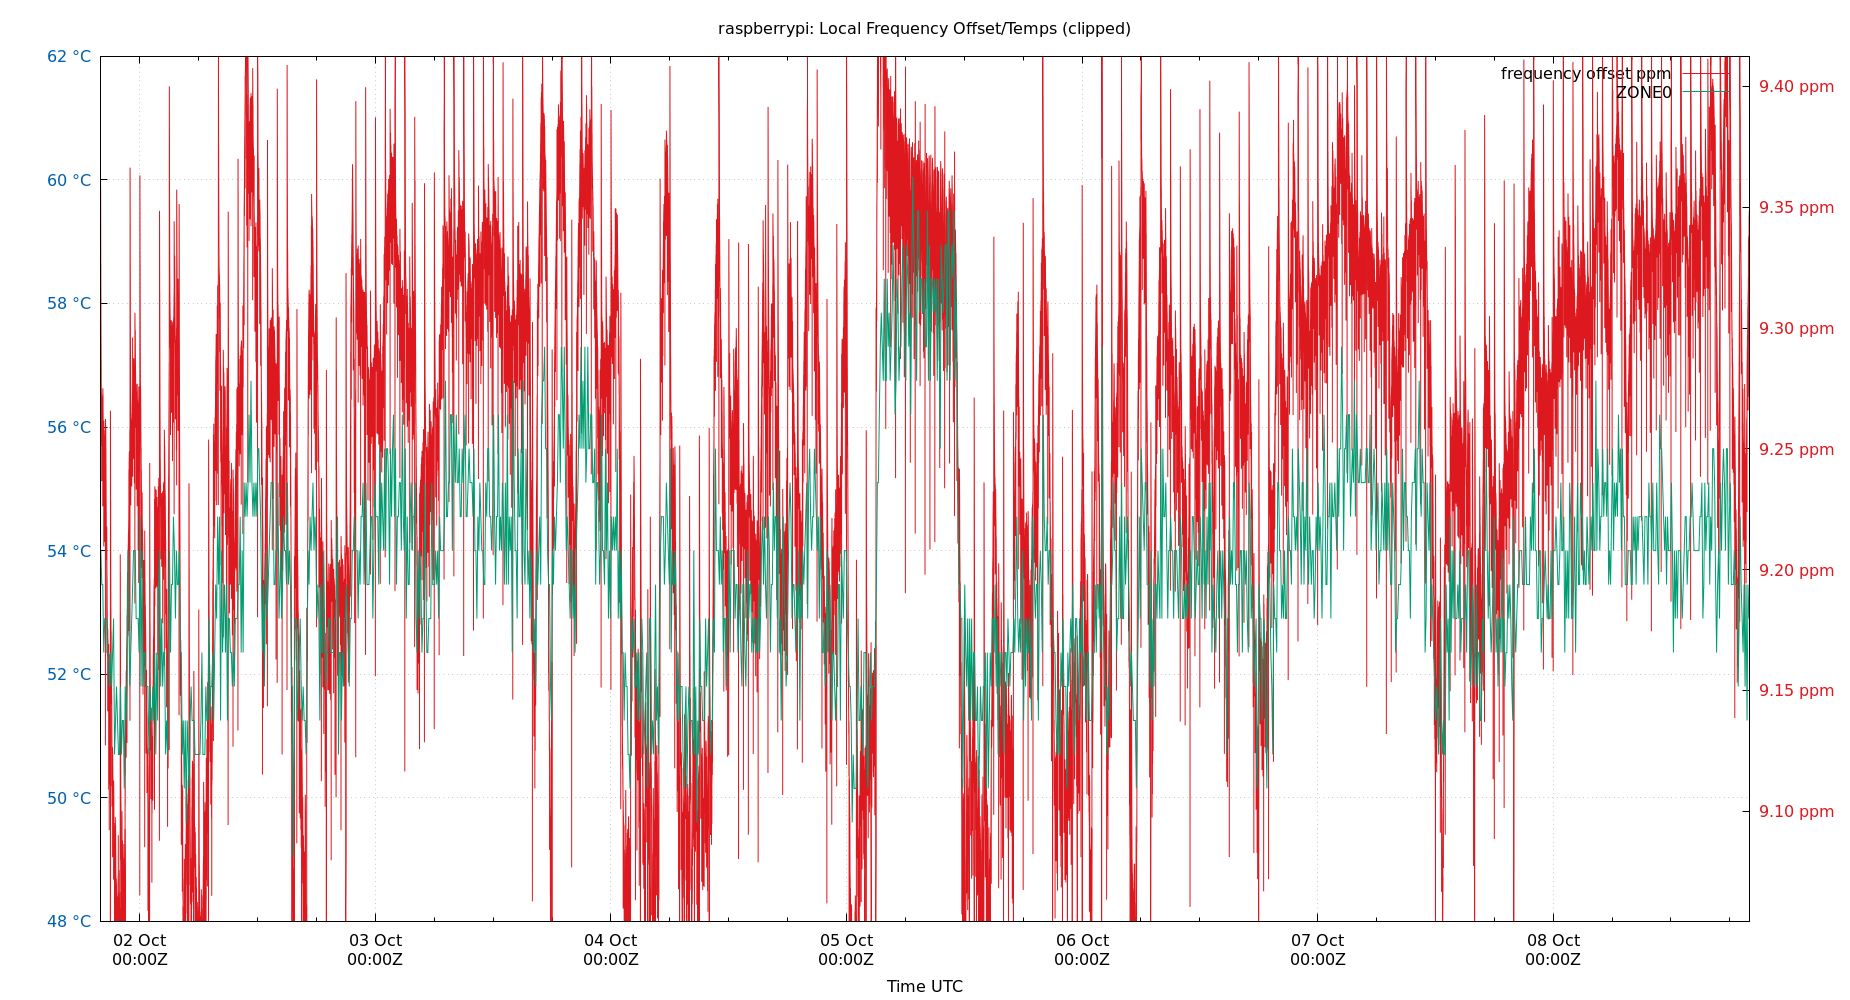 raspberrypi: Local Frequency Offset/Temps (clipped)
62 °C
60 °C
58 °C
56 °C
54 °C
52 °C
50 °C
48 °C
frequency offset ppm
ZONE0
9.40 ppm
9.35 ppm
9.30 ppm
9.25 ppm
9.20 ppm
9.15 ppm
9.10 ppm
02 Oct
00:00Z
03 Oct
00:00Z
04 Oct
00:00Z
05 Oct
00:00Z
06 Oct
00:00Z
07 Oct
00:00Z
08 Oct
00:00Z
Time UTC